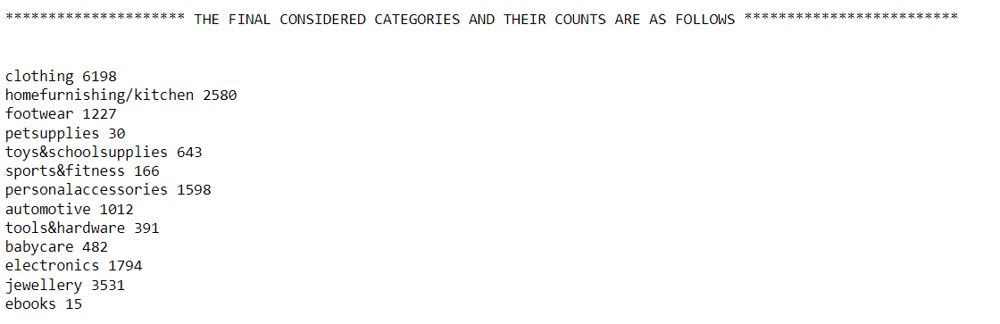 ********************* THE FINAL CONSIDERED CATEGORIES AND THEIR COUNTS ARE AS FOLLOWS *************************
clothing 6198
homefurnishing/kitchen 2580
footwear 1227
petsupplies 30
toys&schoolsupplies 643
sports&fitness 166
personalaccessories 1598
automotive 1012
tools&hardware 391
babycare 482
electronics 1794
jewellery 3531
ebooks 15